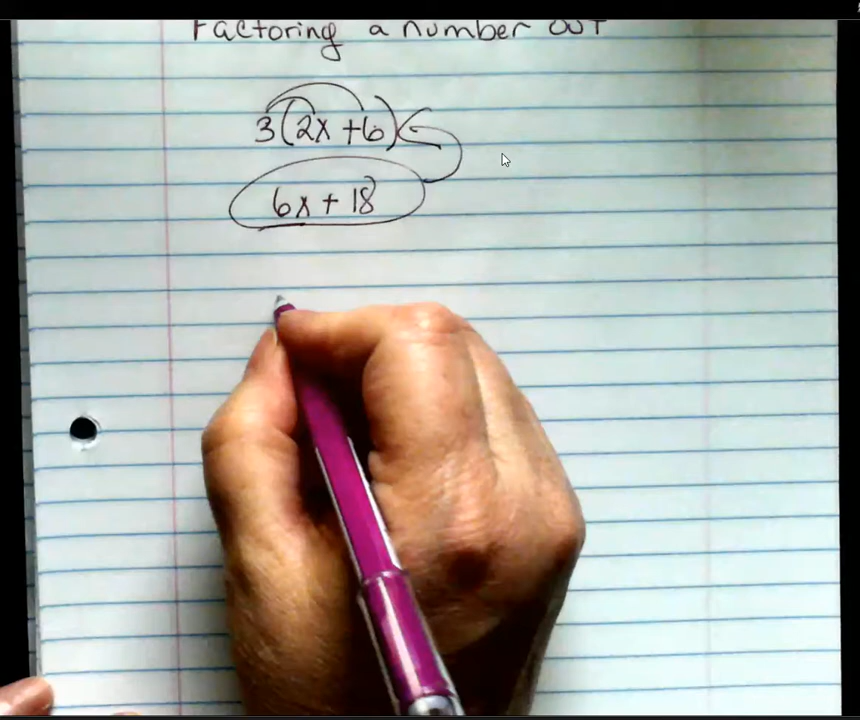 Factoring a number out
3(2x +6)
6x + 18